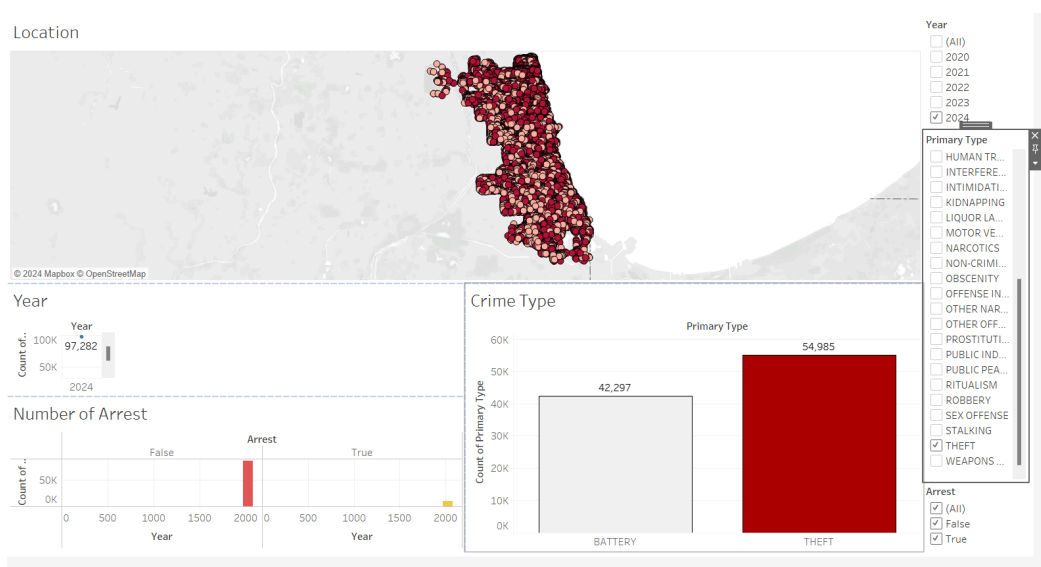 Location
© 2024 Mapbox © OpenStreetMap
Year
(All)
2020
2021
2022
2023
2024
Primary Type
HUMAN TR...
INTERFERE...
INTIMIDATI...
KIDNAPPING
LIQUOR LA...
MOTOR VE...
NARCOTICS
NON-CRIMI...
OBSCENITY
OFFENSE IN...
OTHER NAR...
OTHER OFF...
PROSTITUTI...
PUBLIC IND...
PUBLIC PEA...
RITUALISM
ROBBERY
SEX OFFENSE
STALKING
THEFT
WEAPONS ...
Arrest
(All)
False
True
Year
Year
Count of..
100K
50K
97,282
2024
Number of Arrest
Arrest
False True
Count of ..
50K
0K
0 500 1000 1500 2000 0 500 1000 1500 2000
Year Year
Crime Type
Primary Type
Count of Primary Type
60K
50K
40K
30K
20K
10K
0K
42,297
54,985
BATTERY THEFT